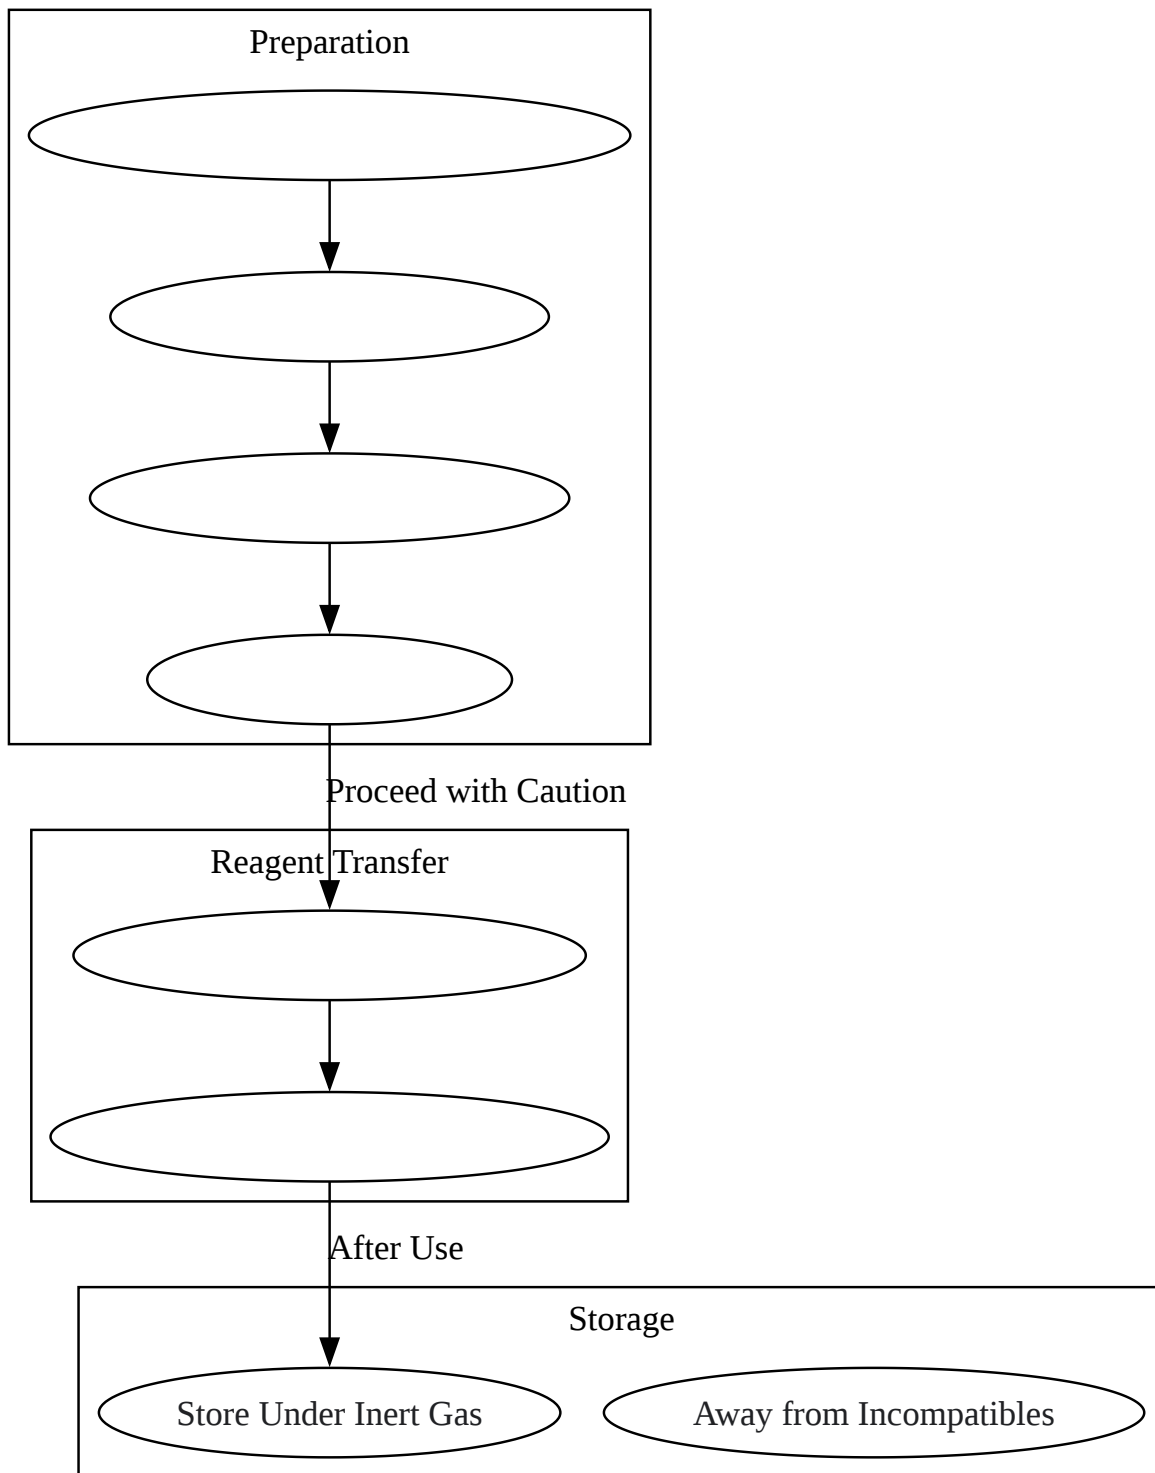 Preparation
Proceed with Caution
Reagent Transfer
After Use
Storage
Store Under Inert Gas
Away from Incompatibles